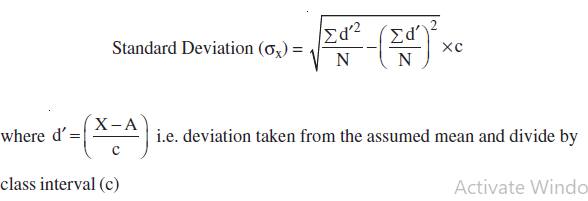 Standard Deviation (σx) = √(Σd′²/N − (Σd′/N)²) ×c
where d′ = (X – A / c) i.e. deviation taken from the assumed mean and divide by
class interval (c)
Activate Windo